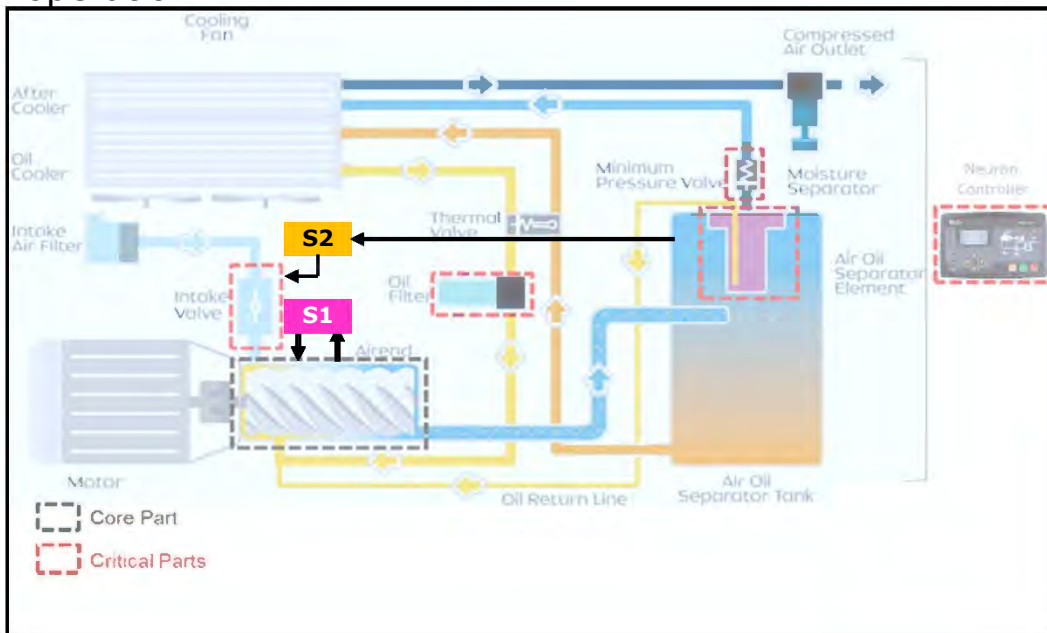 Cooling
Fan
Compressed
Air Outlet
After
Cooler
Oil
Cooler
Minimum
Pressure Valve
Moisture
Separator
Neuron
Controller
Intake
Air Filter
S2
Thermal
Valve
Air Oil
Separator
Element
Intake
Valve
Oil
Filter
S1
Airend
Motor
Oil Return Line
Air Oil
Separator Tank
Core Part
Critical Parts